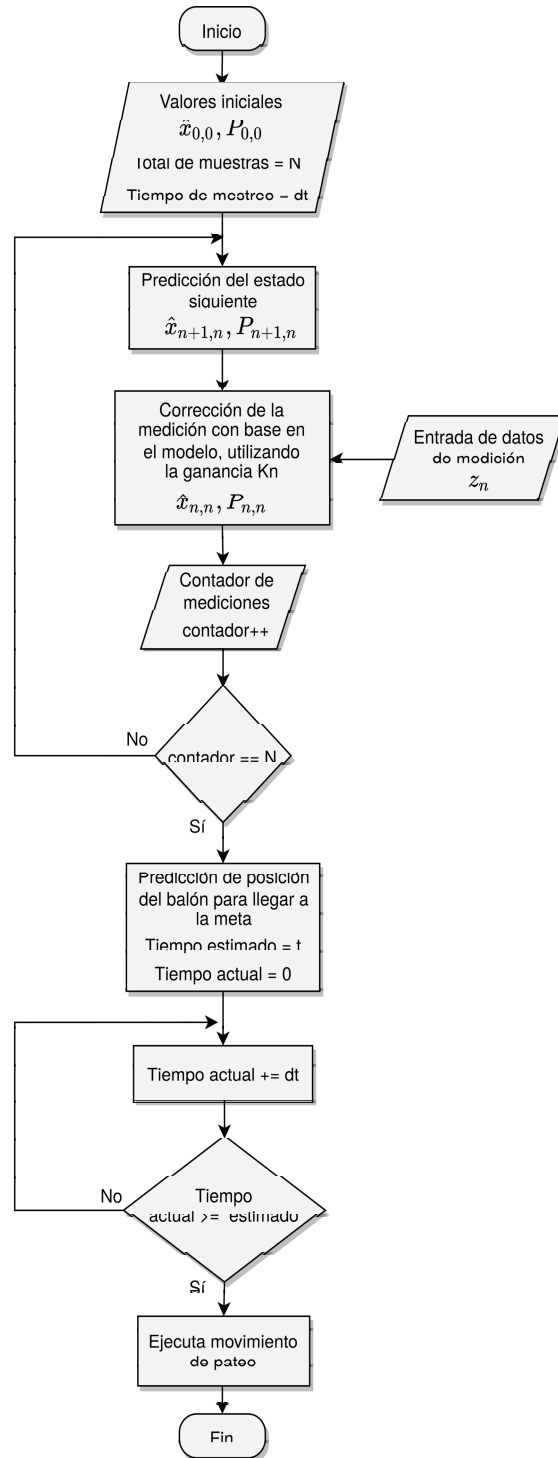 Inicio
Valores iniciales
x̂₀,₀, P₀,₀
Total de muestras = N
Tiempo de mestreo = dt
Predicción del estado
siguiente
x̂ₙ₊₁,ₙ, Pₙ₊₁,ₙ
Corrección de la
medición con base en
el modelo, utilizando
la ganancia Kn
x̂ₙ,ₙ, Pₙ,ₙ
Entrada de datos
de medición
zₙ
Contador de
mediciones
contador++
contador == N
No
Sí
Predicción de posición
del balón para llegar a
la meta
Tiempo estimado = t
Tiempo actual = 0
Tiempo actual += dt
Tiempo
actual >= estimado
No
Sí
Ejecuta movimiento
de pateo
Fin